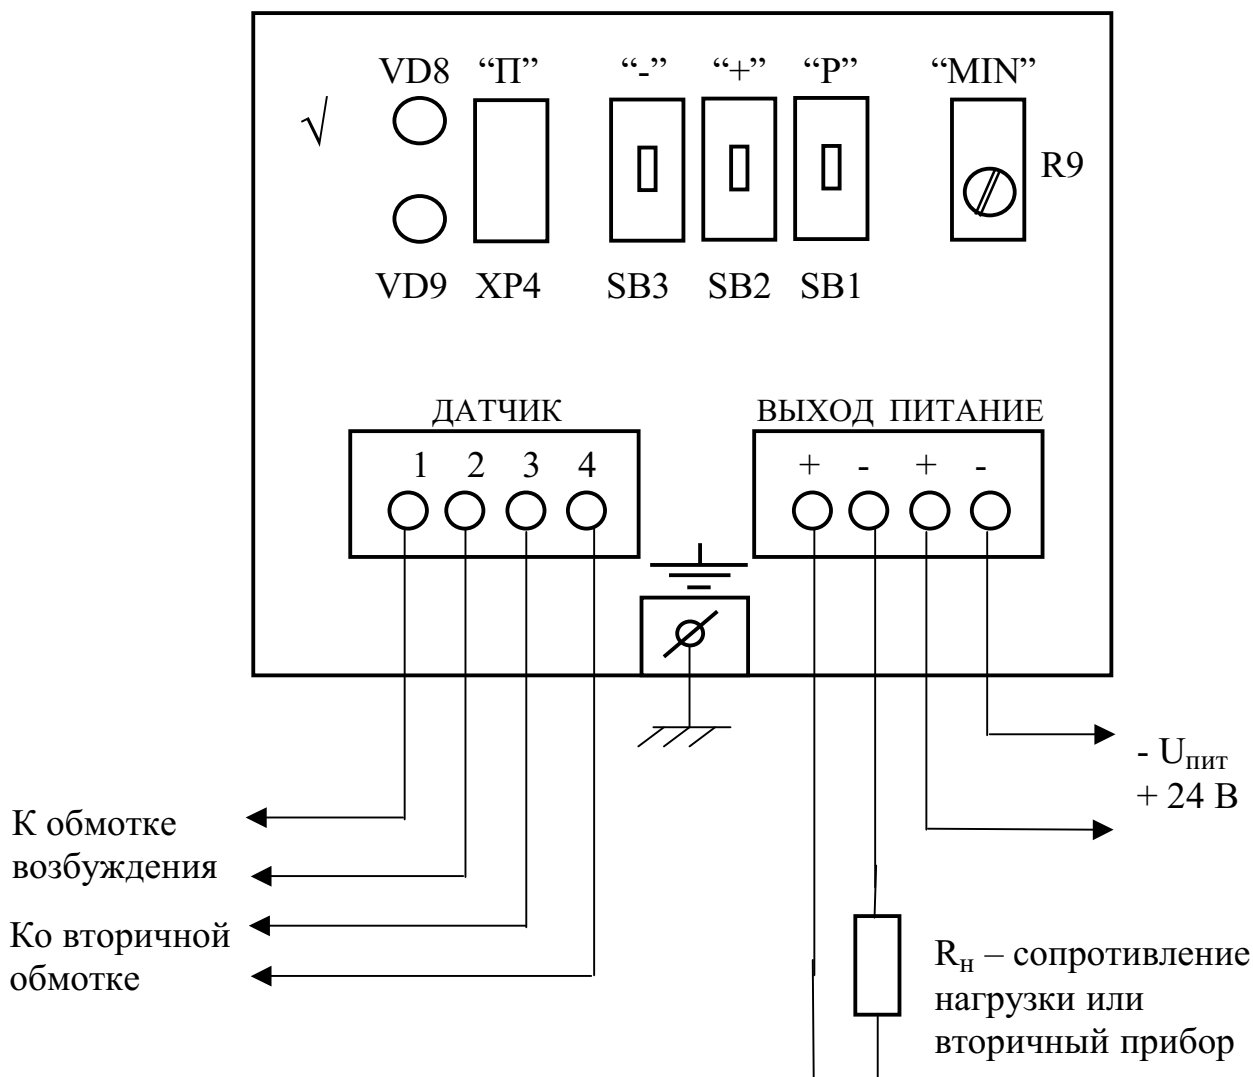 VD8 “П” “-” “+” “Р” “MIN”
√
R9
VD9 XP4 SB3 SB2 SB1
ДАТЧИК ВЫХОД ПИТАНИЕ
1 2 3 4 + - + -
- Uпит
+ 24 В
К обмотке
возбуждения
Ко вторичной
обмотке
Rн – сопротивление
нагрузки или
вторичный прибор